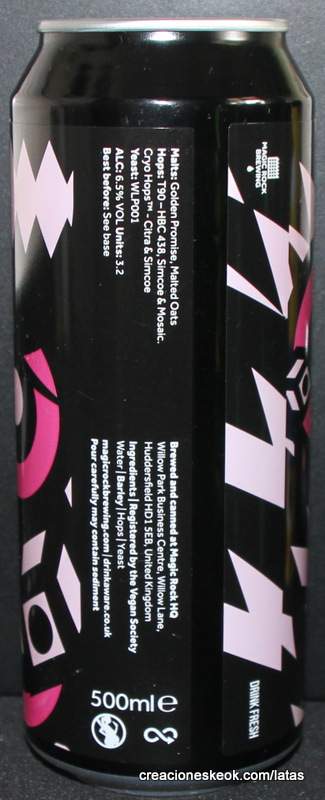 MAGIC ROCK
BREWING
Malts: Golden Promise, Malted Oats
Hops: T90 – HBC 438, Simcoe & Mosaic.
Cryo Hops™ – Citra & Simcoe
Yeast: WLP001
ALC: 6.5% VOL Units: 3.2
Best before: See base
Brewed and canned at Magic Rock HQ
Willow Park Business Centre, Willow Lane,
Huddersfield HD1 5EB, United Kingdom
Ingredients | Registered by the Vegan Society
Water | Barley | Hops | Yeast
magicrockbrewing.com | drinkaware.co.uk
Pour carefully may contain sediment
500ml e
DRINK FRESH
creacioneskeok.com/latas